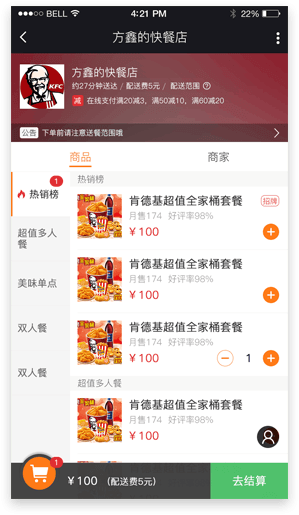 BELL 4:21 PM 22%
方鑫的快餐店
KFC
方鑫的快餐店
约27分钟送达 / 配送费5元 / 配送范围
减 在线支付满20减3，满50减10，满60减20
公告 下单前请注意送餐范围哦
商品 商家
热销榜 1
超值多人餐
美味单点
双人餐
双人餐
热销榜
肯德基超值全家桶套餐 招牌
月售174 好评率98%
¥100
肯德基超值全家桶套餐
月售174 好评率98%
¥100
肯德基超值全家桶套餐
月售174 好评率98%
¥100 1
超值多人餐
肯德基超值全家桶套餐
月售174 好评率98%
¥100
1
¥100 （配送费5元） 去结算